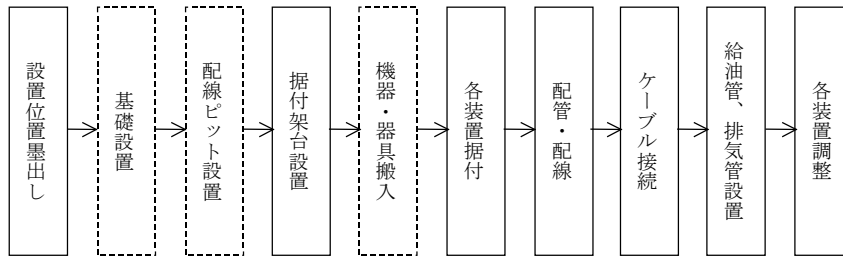 設置位置墨出し
基礎設置
配線ピット設置
据付架台設置
機器・器具搬入
各装置据付
配管・配線
ケーブル接続
給油管、排気管設置
各装置調整